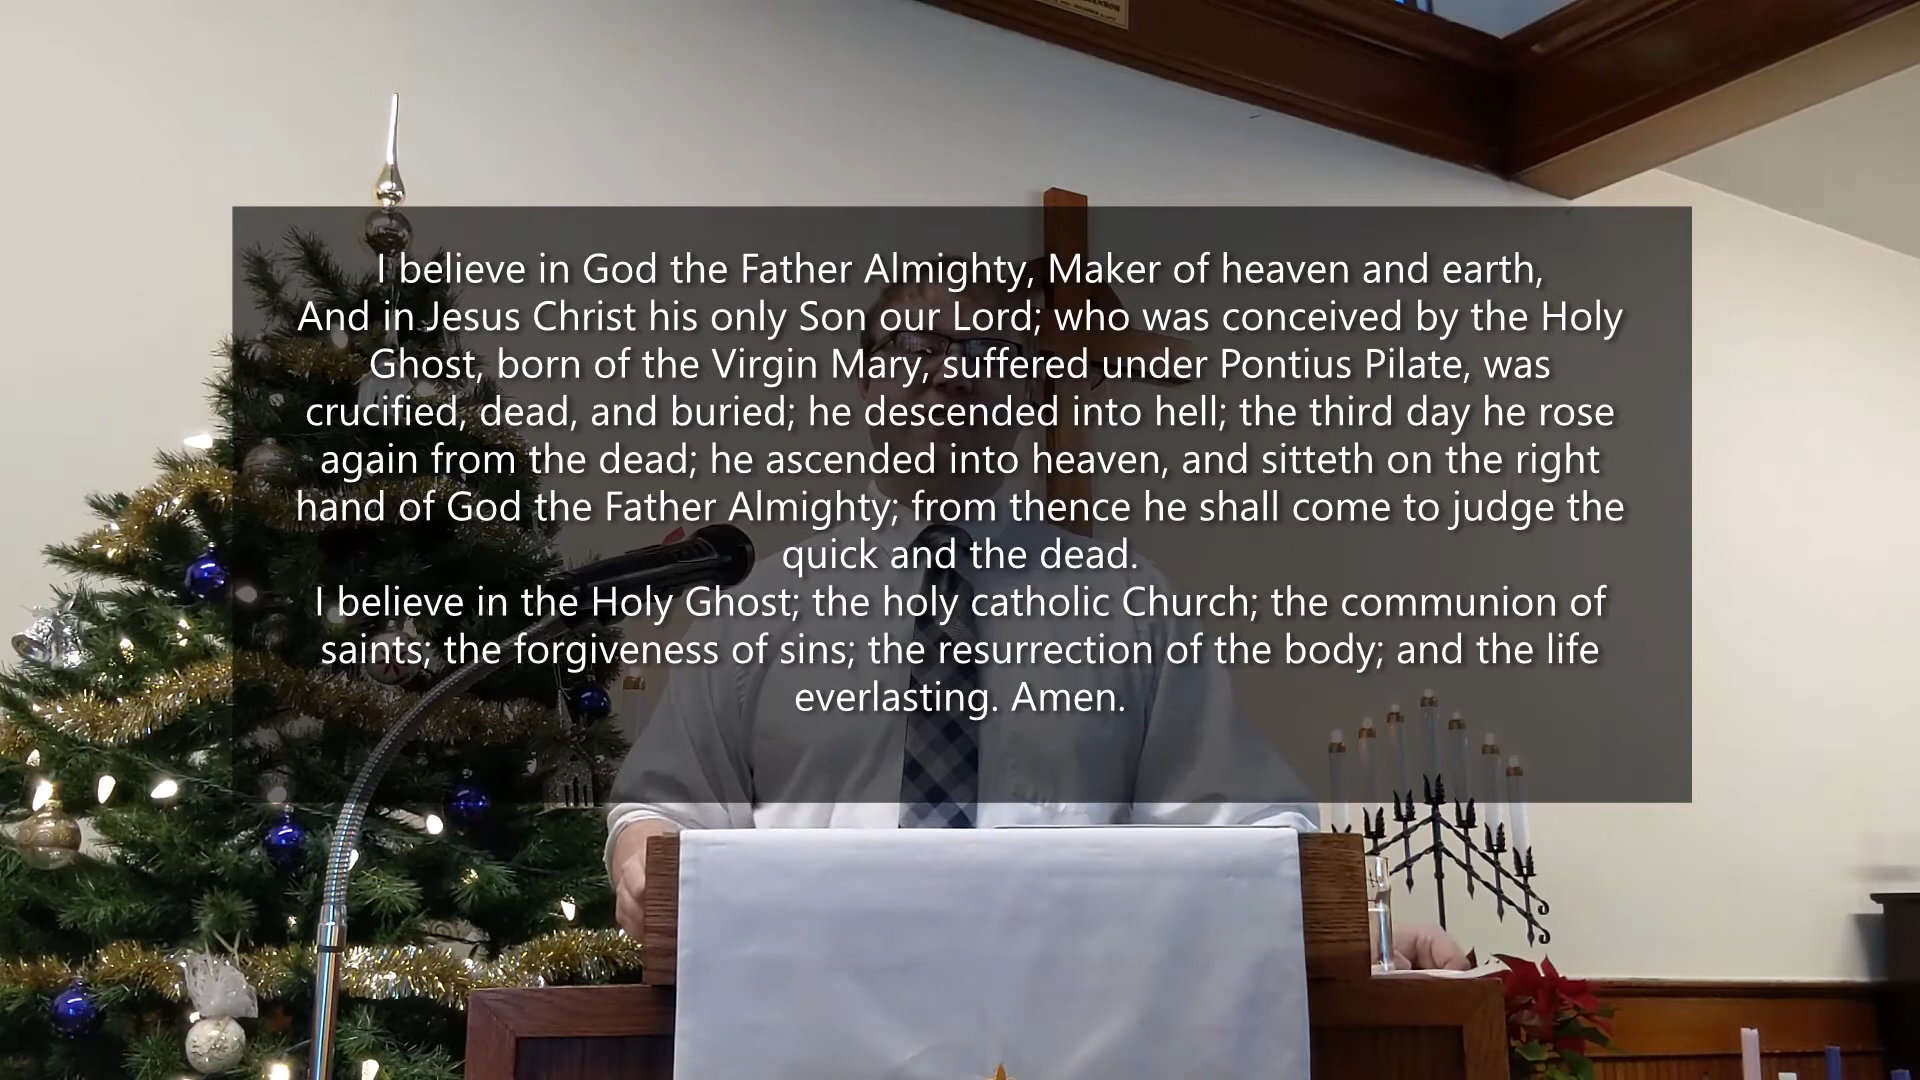 I believe in God the Father Almighty, Maker of heaven and earth,
And in Jesus Christ his only Son our Lord; who was conceived by the Holy
Ghost, born of the Virgin Mary, suffered under Pontius Pilate, was
crucified, dead, and buried; he descended into hell; the third day he rose
again from the dead; he ascended into heaven, and sitteth on the right
hand of God the Father Almighty; from thence he shall come to judge the
quick and the dead.
I believe in the Holy Ghost; the holy catholic Church; the communion of
saints; the forgiveness of sins; the resurrection of the body; and the life
everlasting. Amen.